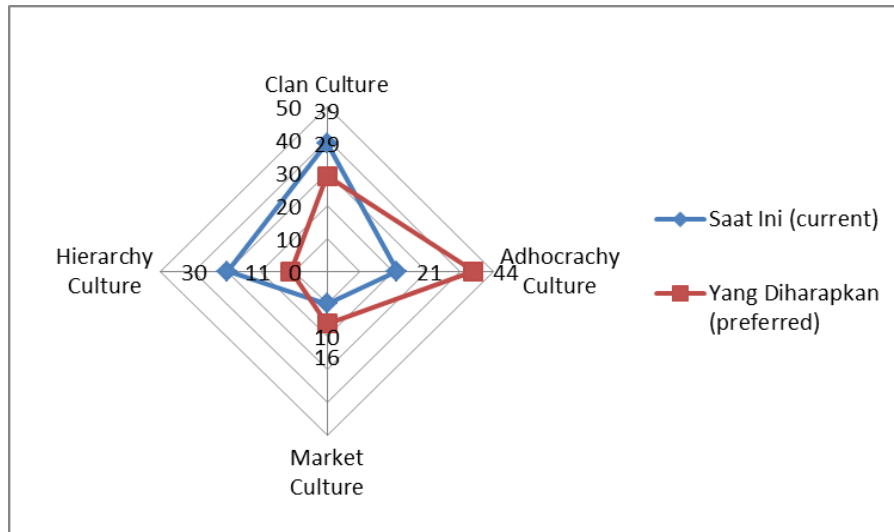 Clan Culture
50 39
40 29
30
20
10
Hierarchy
Culture
30 11 0 21 44
Adhocrachy
Culture
10
16
Market
Culture
Saat Ini (current)
Yang Diharapkan
(preferred)